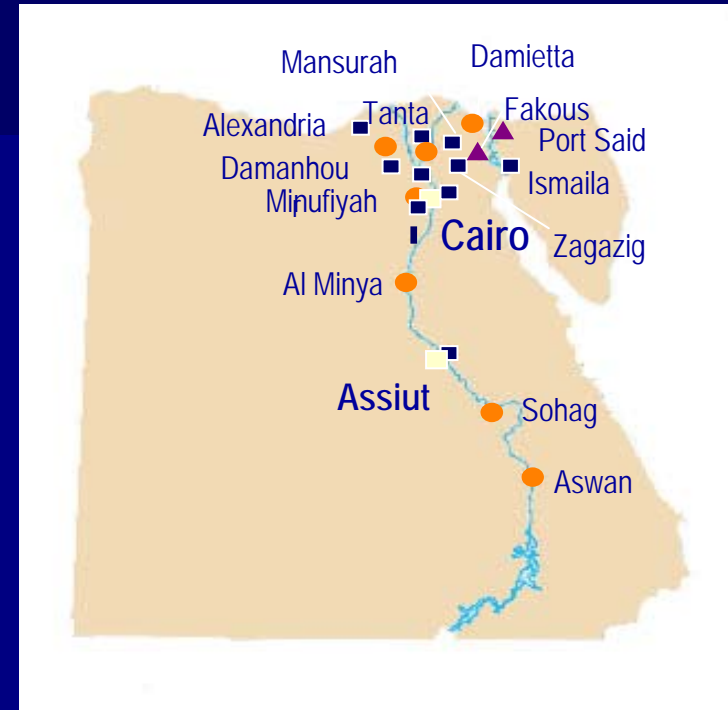 Mansurah
Damietta
Alexandria
Tanta
Fakous
Port Said
Damanhou
r
Ismaila
Minufiyah
Cairo
Zagazig
Al Minya
Assiut
Sohag
Aswan